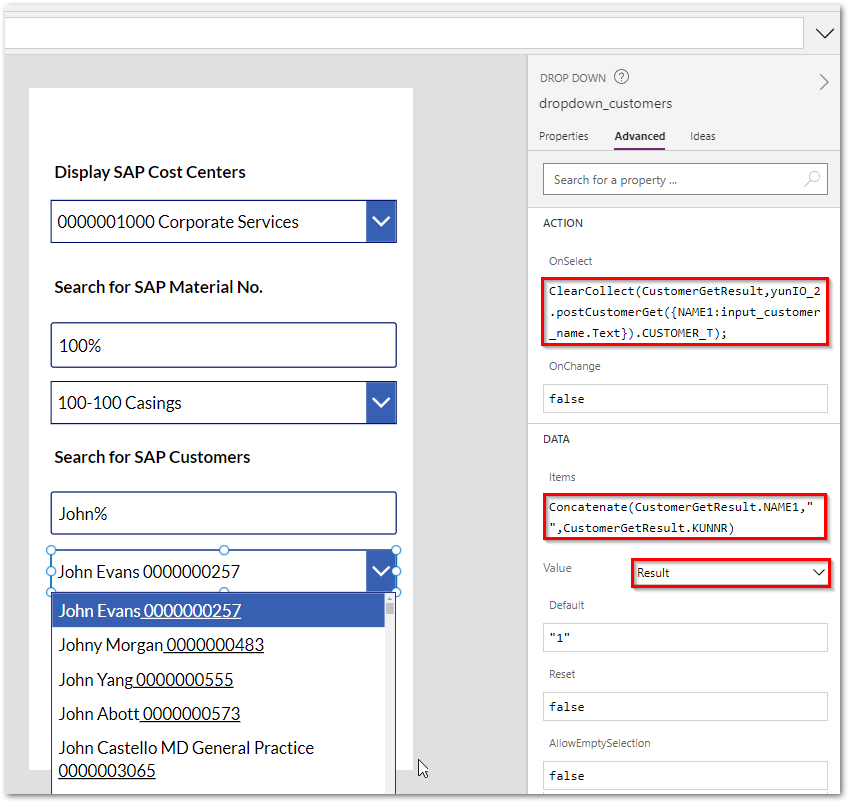 Display SAP Cost Centers
0000001000 Corporate Services
Search for SAP Material No.
100%
100-100 Casings
Search for SAP Customers
John%
John Evans 0000000257
John Evans 0000000257
Johny Morgan 0000000483
John Yang 0000000555
John Abott 0000000573
John Castello MD General Practice
0000003065
DROP DOWN ?
dropdown_customers
Properties Advanced Ideas
Search for a property ...
ACTION
OnSelect
ClearCollect(CustomerGetResult,yunIO_2
.postCustomerGet({NAME1:input_customer
_name.Text}).CUSTOMER_T);
OnChange
false
DATA
Items
Concatenate(CustomerGetResult.NAME1,"
",CustomerGetResult.KUNNR)
Value Result
Default
"1"
Reset
false
AllowEmptySelection
false